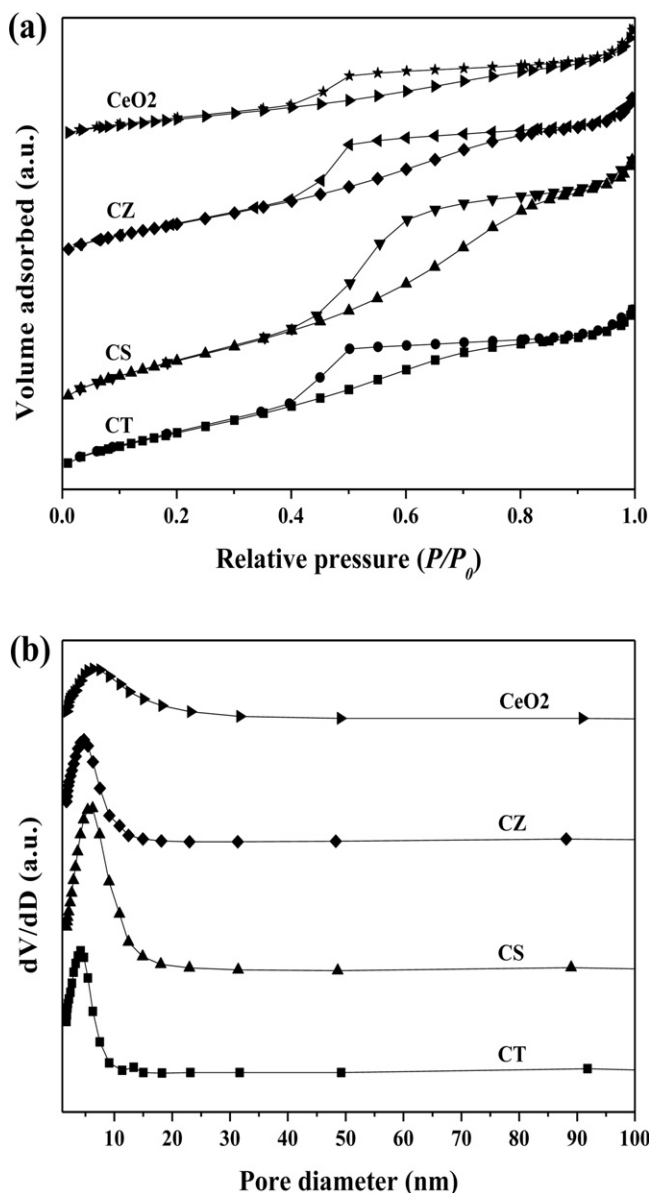 (a)
CeO2
CZ
CS
CT
Volume adsorbed (a.u.)
0.0 0.2 0.4 0.6 0.8 1.0
Relative pressure (P/P0)
(b)
CeO2
CZ
CS
CT
dV/dD (a.u.)
10 20 30 40 50 60 70 80 90 100
Pore diameter (nm)